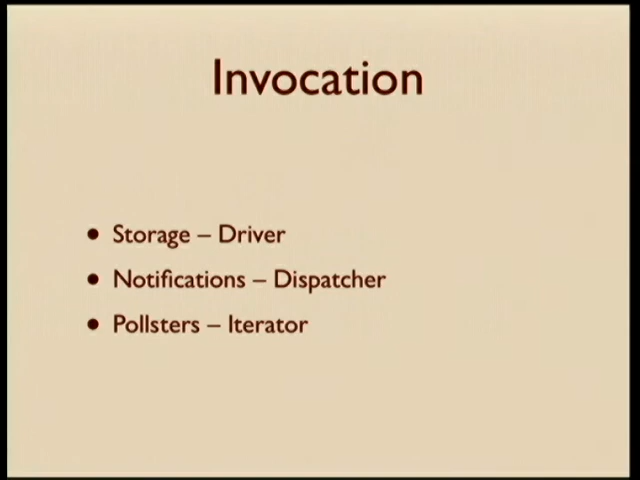 Invocation
• Storage – Driver
• Notifications – Dispatcher
• Pollsters – Iterator